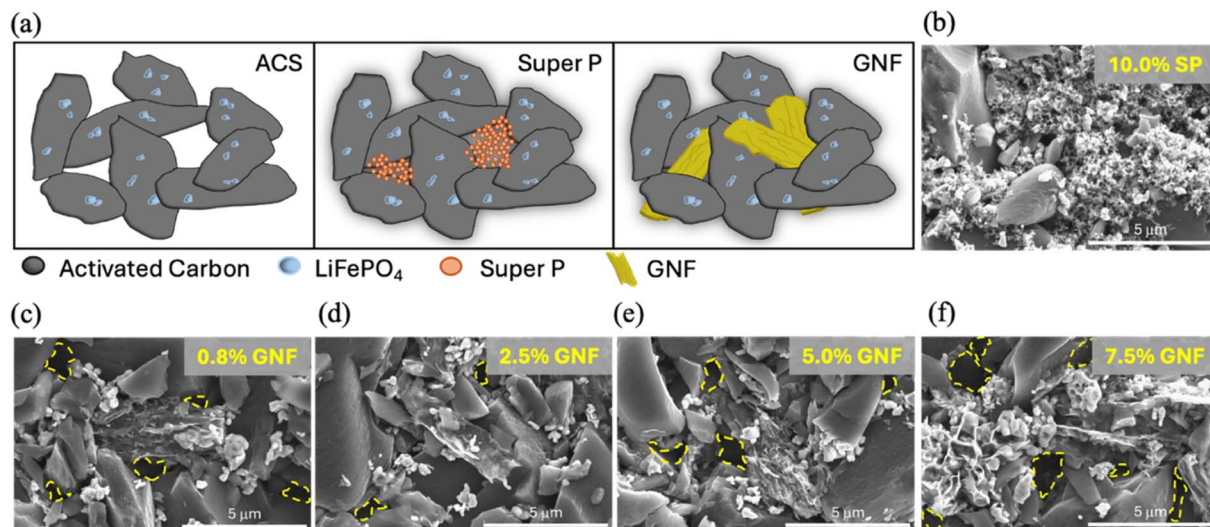 (a)
ACS
Super P
GNF
Activated Carbon
LiFePO₄
Super P
GNF
(b)
10.0% SP
5 μm
(c)
0.8% GNF
5 μm
(d)
2.5% GNF
5 μm
(e)
5.0% GNF
5 μm
(f)
7.5% GNF
5 μm